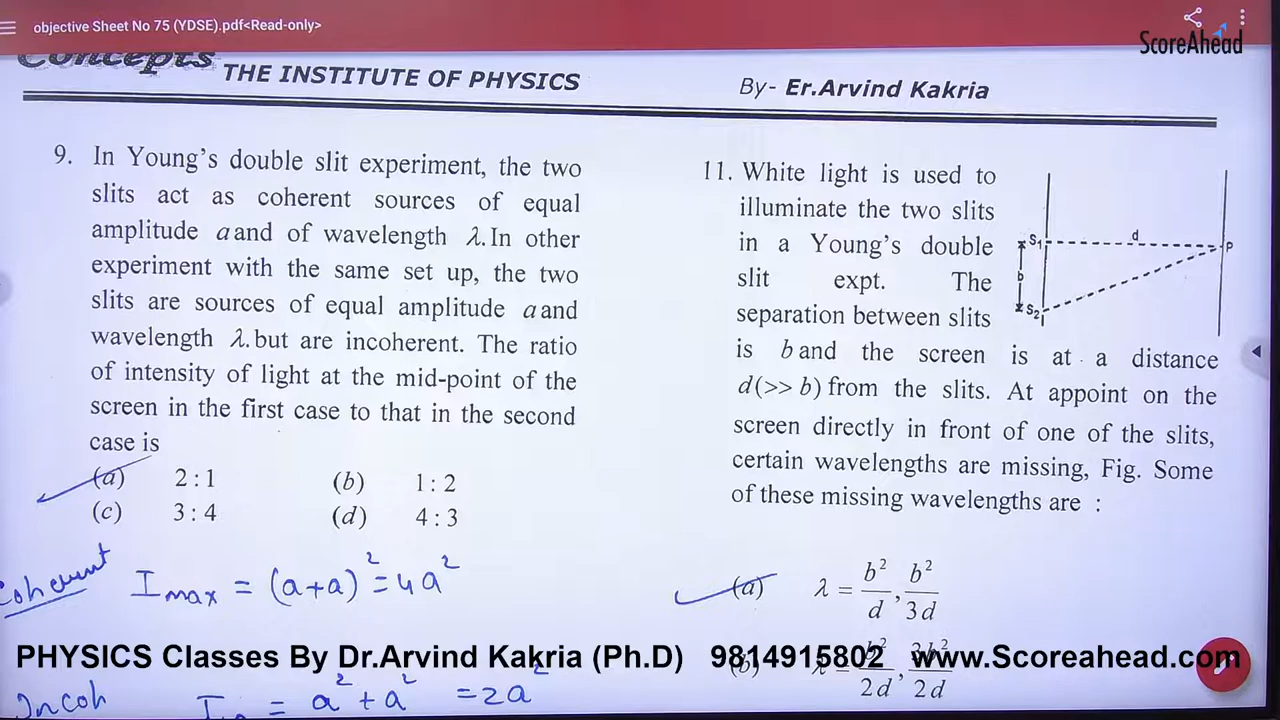 objective Sheet No 75 (YDSE).pdf<Read-only>
ScoreAhead
Concepts
THE INSTITUTE OF PHYSICS
By- Er.Arvind Kakria
9. In Young's double slit experiment, the two
slits act as coherent sources of equal
amplitude a and of wavelength λ. In other
experiment with the same set up, the two
slits are sources of equal amplitude a and
wavelength λ. but are incoherent. The ratio
of intensity of light at the mid-point of the
screen in the first case to that in the second
case is
(a) 2 : 1 (b) 1 : 2
(c) 3 : 4 (d) 4 : 3
Coherent I max = (a+a)² = 4a²
Incoh = a² + a² = 2a²
11. White light is used to
illuminate the two slits
in a Young's double
slit expt. The
separation between slits
is b and the screen is at a distance
d(>> b) from the slits. At appoint on the
screen directly in front of one of the slits,
certain wavelengths are missing, Fig. Some
of these missing wavelengths are :
S₁ d P
b
S₂
(a) λ = b²/d, b²/3d
(b) λ = b²/2d, 3b²/2d
PHYSICS Classes By Dr.Arvind Kakria (Ph.D) 9814915802 www.Scoreahead.com